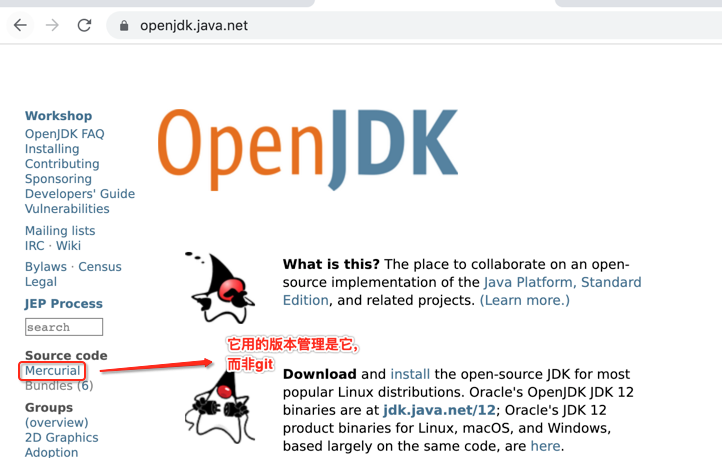 openjdk.java.net
OpenJDK
Workshop
OpenJDK FAQ
Installing
Contributing
Sponsoring
Developers' Guide
Vulnerabilities
Mailing lists
IRC · Wiki
Bylaws · Census
Legal
JEP Process
search
Source code
Mercurial
Bundles (6)
Groups
(overview)
2D Graphics
Adoption
What is this? The place to collaborate on an open-
source implementation of the Java Platform, Standard
Edition, and related projects. (Learn more.)
它用的版本管理是它,
而非git
Download and install the open-source JDK for most
popular Linux distributions. Oracle's OpenJDK JDK 12
binaries are at jdk.java.net/12; Oracle's JDK 12
product binaries for Linux, macOS, and Windows,
based largely on the same code, are here.